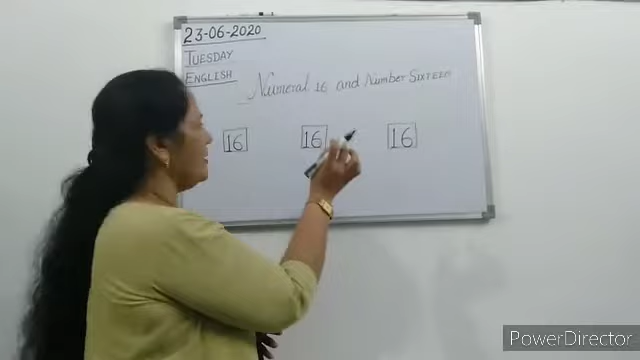 23-06-2020
TUESDAY
ENGLISH
Numeral 16 and Number SIXTEEN
16 16 16
PowerDirector